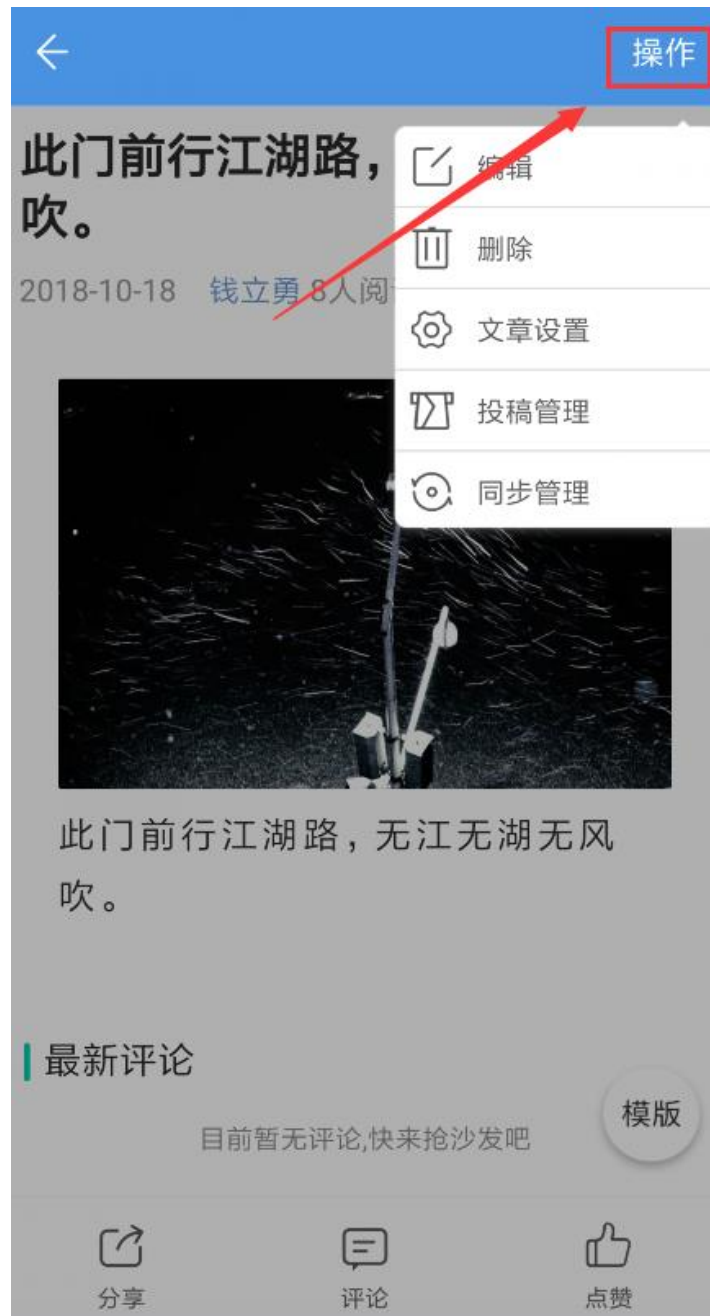 操作
此门前行江湖路，
吹。
2018-10-18 钱立勇 8人阅
编辑
删除
文章设置
投稿管理
同步管理
此门前行江湖路，无江无湖无风
吹。
最新评论
目前暂无评论,快来抢沙发吧
模版
分享 评论 点赞